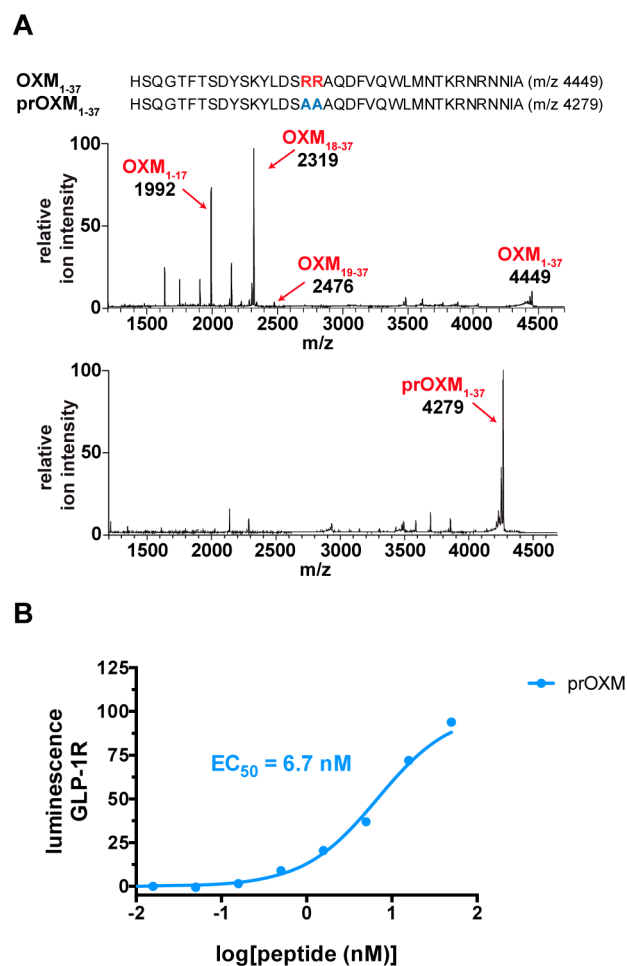 A
OXM1-37 HSQGTFTSDYSKYLDSRRAQDFVQWLMNTKRNRNNIA (m/z 4449)
prOXM1-37 HSQGTFTSDYSKYLDSAAAQDFVQWLMNTKRNRNNIA (m/z 4279)
relative
ion intensity
100
50
0
OXM1-17
1992
OXM18-37
2319
OXM19-37
2476
OXM1-37
4449
1500 2000 2500 3000 3500 4000 4500
m/z
relative
ion intensity
100
50
0
prOXM1-37
4279
1500 2000 2500 3000 3500 4000 4500
m/z
B
luminescence
GLP-1R
125
100
75
50
25
0
EC50 = 6.7 nM
prOXM
-2 -1 0 1 2
log[peptide (nM)]